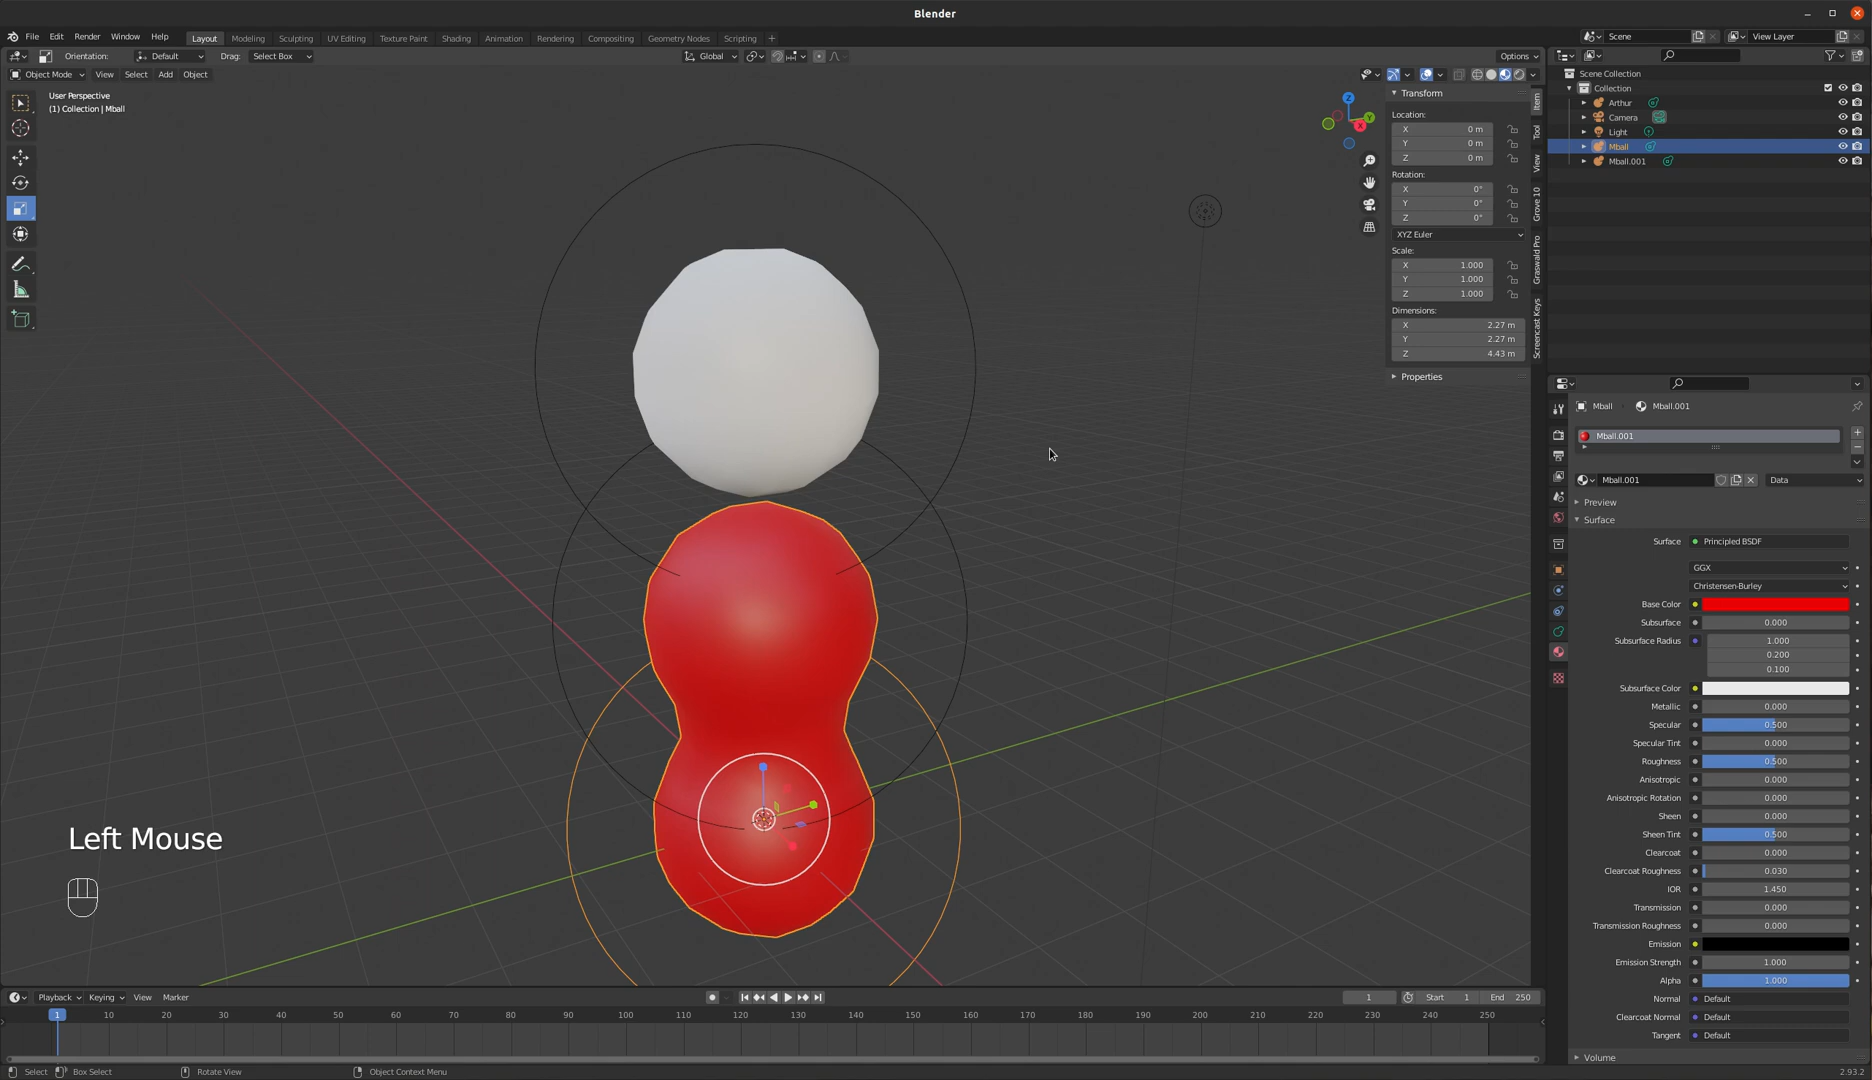 Blender
File Edit Render Window Help Layout Modeling Sculpting UV Editing Texture Paint Shading Animation Rendering Compositing Geometry Nodes Scripting + Scene View Layer
Orientation: Default Drag: Select Box Global Options
Object Mode View Select Add Object
User Perspective
(1) Collection | Mball
Transform
Location:
X 0 m
Y 0 m
Z 0 m
Rotation:
X 0°
Y 0°
Z 0°
XYZ Euler
Scale:
X 1.000
Y 1.000
Z 1.000
Dimensions:
X 2.27 m
Y 2.27 m
Z 4.43 m
Properties
Item
Tool
View
Grove 10
Graswald Pro
Screencast Keys
Z
Y
X
Scene Collection
Collection
Arthur
Camera
Light
Mball
Mball.001
Mball Mball.001
Mball.001
Mball.001 Data
Preview
Surface
Surface Principled BSDF
GGX
Christensen-Burley
Base Color
Subsurface 0.000
Subsurface Radius 1.000
0.200
0.100
Subsurface Color
Metallic 0.000
Specular 0.500
Specular Tint 0.000
Roughness 0.500
Anisotropic 0.000
Anisotropic Rotation 0.000
Sheen 0.000
Sheen Tint 0.500
Clearcoat 0.000
Clearcoat Roughness 0.030
IOR 1.450
Transmission 0.000
Transmission Roughness 0.000
Emission
Emission Strength 1.000
Alpha 1.000
Normal Default
Clearcoat Normal Default
Tangent Default
Volume
Left Mouse
Playback Keying View Marker 1 Start 1 End 250
1 10 20 30 40 50 60 70 80 90 100 110 120 130 140 150 160 170 180 190 200 210 220 230 240 250
Select Box Select Rotate View Object Context Menu 2.93.2